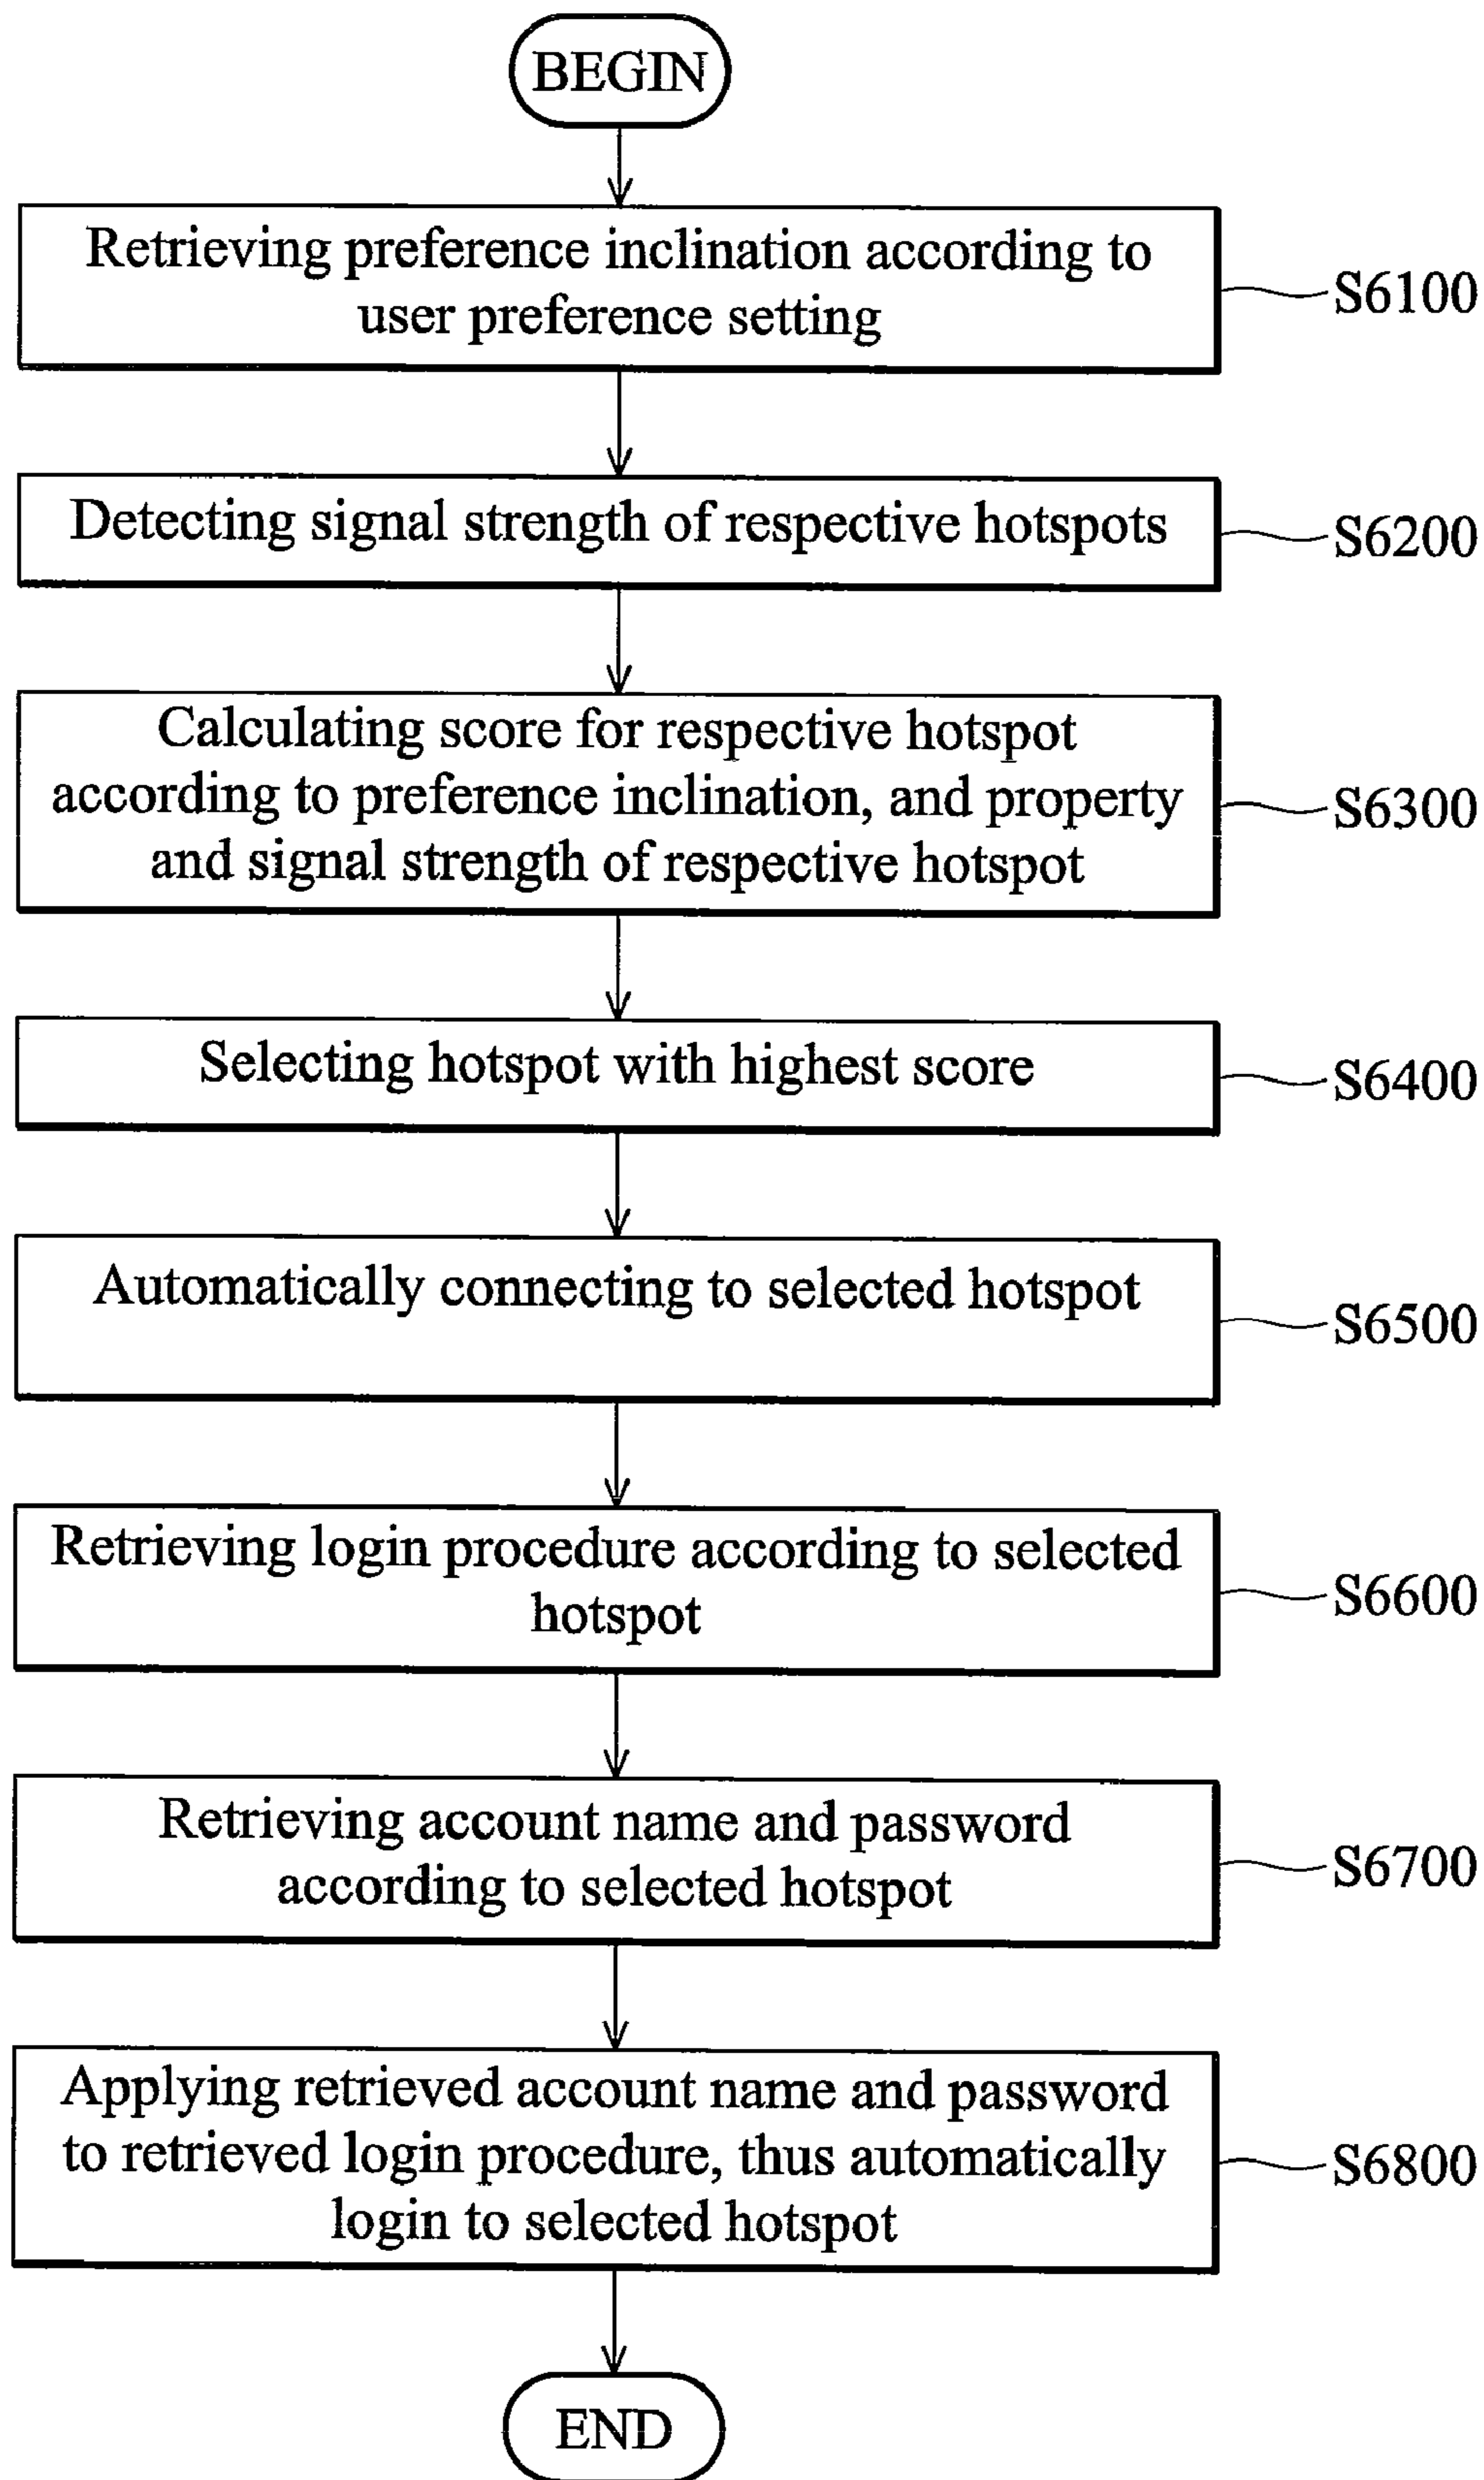 BEGIN
Retrieving preference inclination according to
user preference setting
S6100
Detecting signal strength of respective hotspots
S6200
Calculating score for respective hotspot
according to preference inclination, and property
and signal strength of respective hotspot
S6300
Selecting hotspot with highest score
S6400
Automatically connecting to selected hotspot
S6500
Retrieving login procedure according to selected
hotspot
S6600
Retrieving account name and password
according to selected hotspot
S6700
Applying retrieved account name and password
to retrieved login procedure, thus automatically
login to selected hotspot
S6800
END